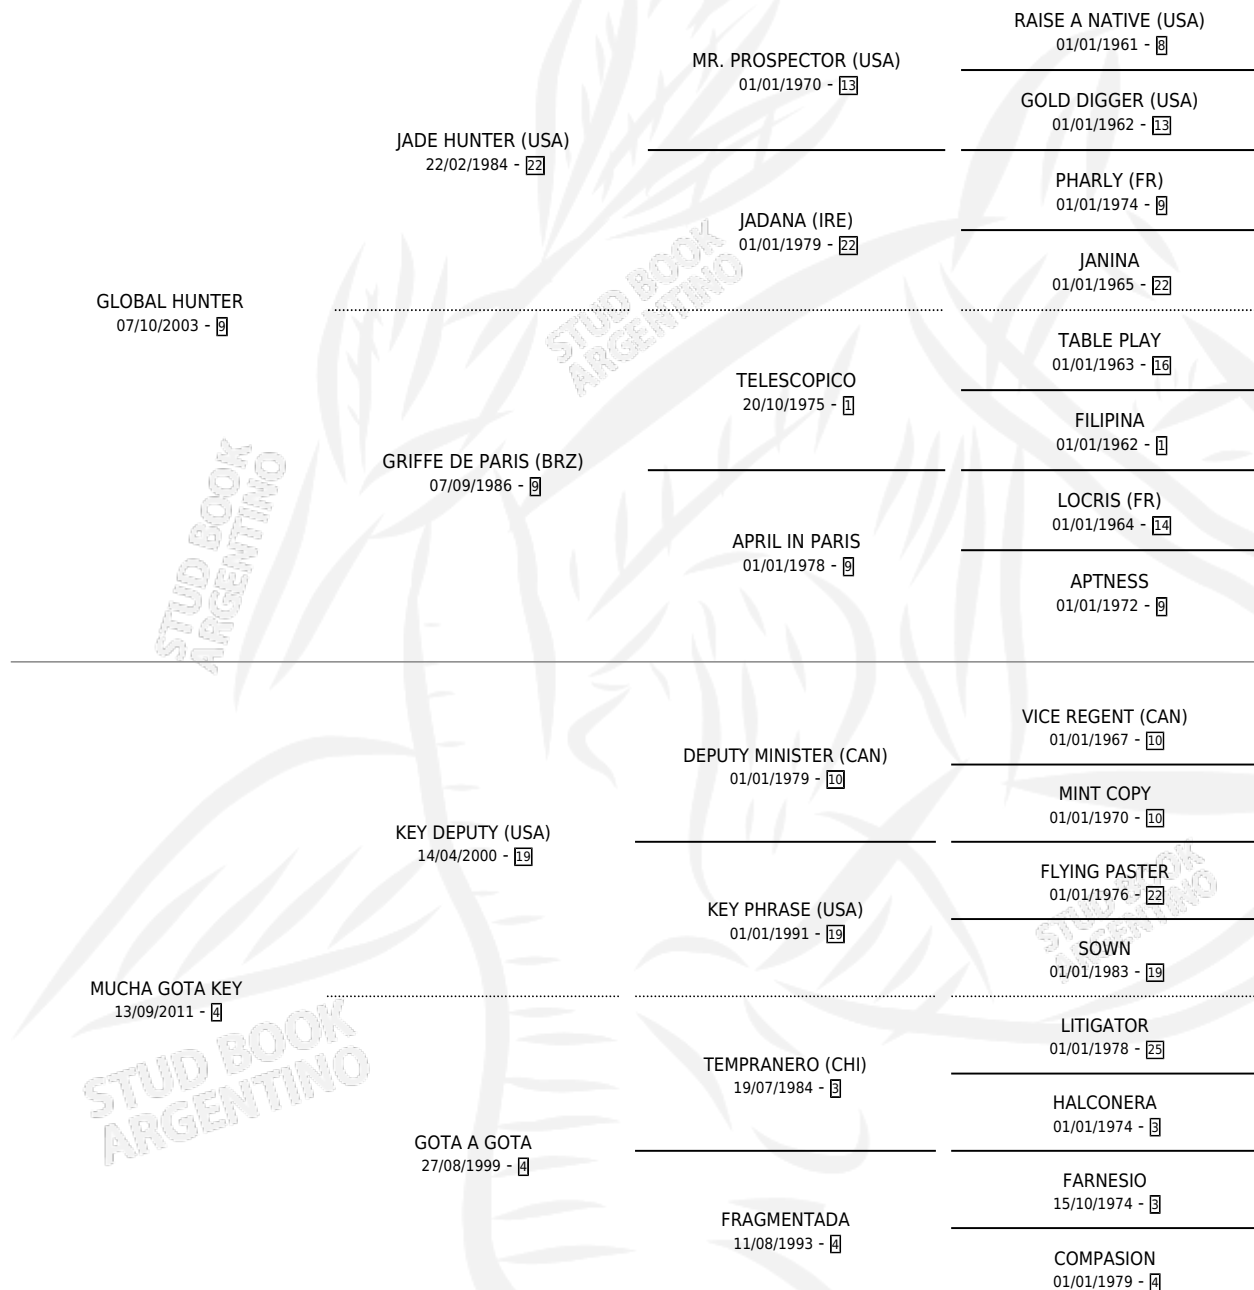 RAISE A NATIVE (USA)
01/01/1961 - 8
MR. PROSPECTOR (USA)
01/01/1970 - 13
GOLD DIGGER (USA)
01/01/1962 - 13
JADE HUNTER (USA)
22/02/1984 - 22
PHARLY (FR)
01/01/1974 - 9
JADANA (IRE)
01/01/1979 - 22
JANINA
01/01/1965 - 22
GLOBAL HUNTER
07/10/2003 - 9
TABLE PLAY
01/01/1963 - 16
TELESCOPICO
20/10/1975 - 1
FILIPINA
01/01/1962 - 1
GRIFFE DE PARIS (BRZ)
07/09/1986 - 9
LOCRIS (FR)
01/01/1964 - 14
APRIL IN PARIS
01/01/1978 - 9
APTNESS
01/01/1972 - 9
VICE REGENT (CAN)
01/01/1967 - 10
DEPUTY MINISTER (CAN)
01/01/1979 - 10
MINT COPY
01/01/1970 - 10
KEY DEPUTY (USA)
14/04/2000 - 19
FLYING PASTER
01/01/1976 - 22
KEY PHRASE (USA)
01/01/1991 - 19
SOWN
01/01/1983 - 19
MUCHA GOTA KEY
13/09/2011 - 4
LITIGATOR
01/01/1978 - 25
TEMPRANERO (CHI)
19/07/1984 - 3
HALCONERA
01/01/1974 - 3
GOTA A GOTA
27/08/1999 - 4
FARNESIO
15/10/1974 - 3
FRAGMENTADA
11/08/1993 - 4
COMPASION
01/01/1979 - 4
STUD BOOK
ARGENTINO
STUD BOOK
ARGENTINO
STUD BOOK
ARGENTINO
STUD BOOK
ARGENTINO